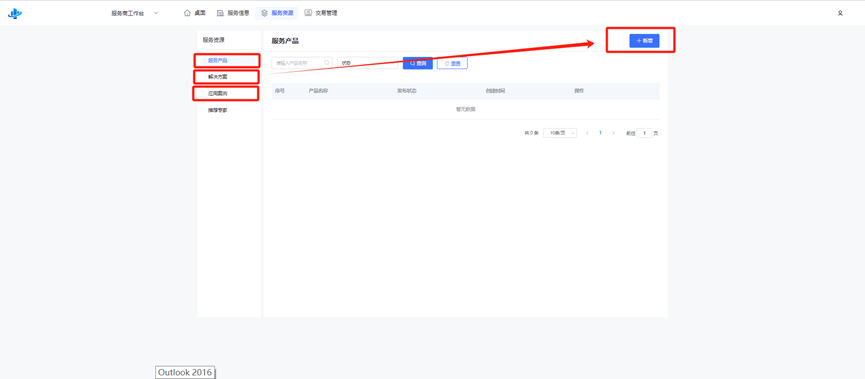 服务商工作台
桌面
服务信息
服务资源
交易管理
服务资源
服务产品
+ 新增
服务产品
解决方案
应用案例
推荐专家
请输入产品名称
状态
查询
重置
序号
产品名称
发布状态
创建时间
操作
暂无数据
共 0 条
10条/页
1
前往 1 页
Outlook 2016